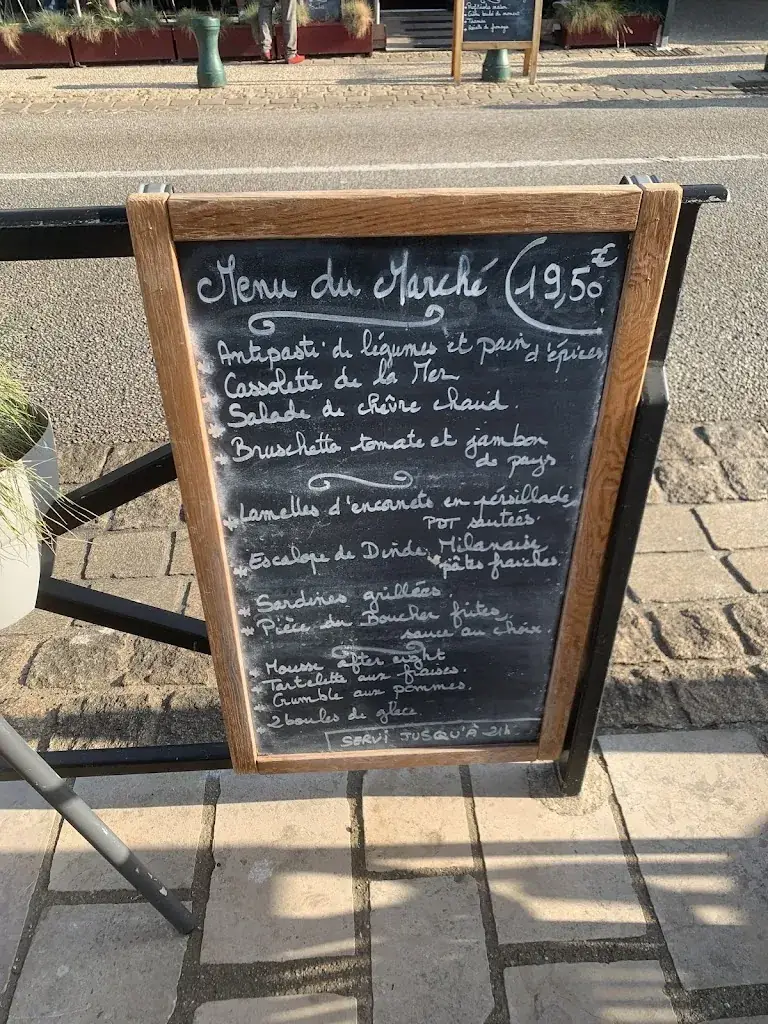 Menu du Marché 19,50€
* Antipasti de légumes et pain d'épices
* Cassolette de la Mer
* Salade de chèvre chaud.
* Bruschetta tomate et jambon
de pays
* Lamelles d'encornets en persillade,
PDT sautées.
* Escalope de Dinde Milanaise
pâtes fraiches.
* Sardines grillées.
* Pièce du Boucher frites,
sauce au choix.
* Mousse after eight
* Tartelette aux fraises.
* Crumble aux pommes.
* 2 boules de glace.
SERVI JUSQU'À 21h